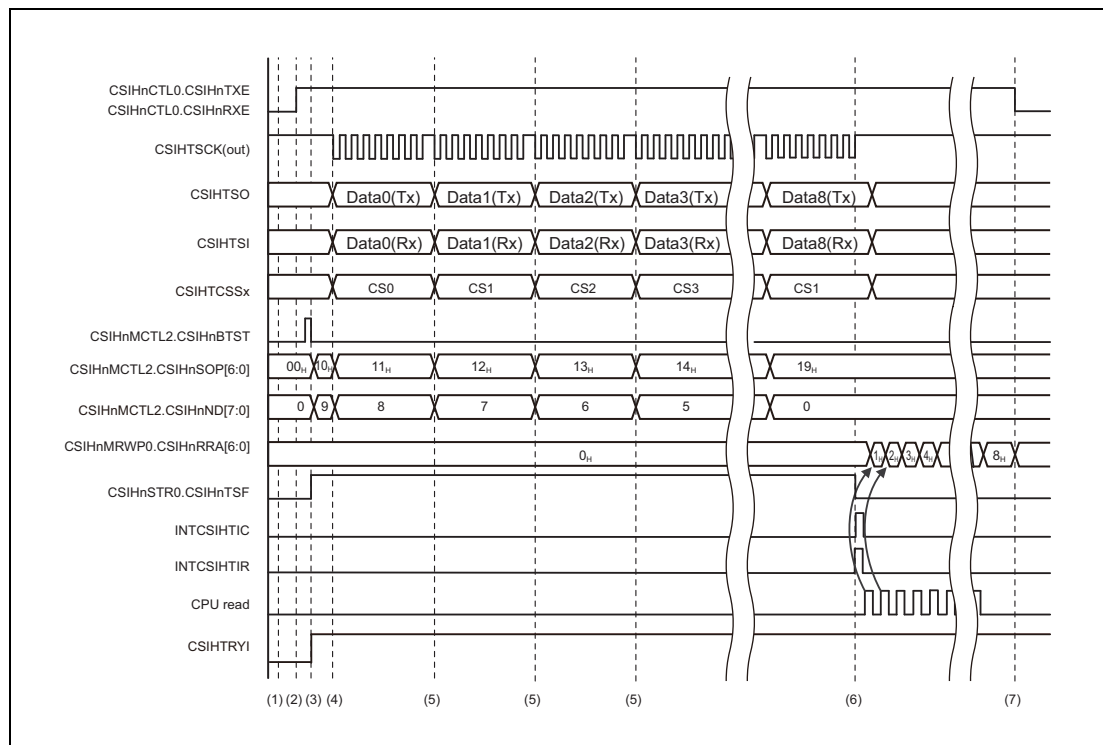 CSIHnCTL0.CSIHnTXE
CSIHnCTL0.CSIHnRXE
CSIHTSCK(out)
CSIHTSO Data0(Tx) Data1(Tx) Data2(Tx) Data3(Tx) Data8(Tx)
CSIHTSI Data0(Rx) Data1(Rx) Data2(Rx) Data3(Rx) Data8(Rx)
CSIHTCSSx CS0 CS1 CS2 CS3 CS1
CSIHnMCTL2.CSIHnBTST
CSIHnMCTL2.CSIHnSOP[6:0] 00H 10H 11H 12H 13H 14H 19H
CSIHnMCTL2.CSIHnND[7:0] 0 9 8 7 6 5 0
CSIHnMRWP0.CSIHnRRA[6:0] 0H 1H 2H 3H 4H 8H
CSIHnSTR0.CSIHnTSF
INTCSIHTIC
INTCSIHTIR
CPU read
CSIHTRYI
(1) (2) (3) (4) (5) (5) (5) (6) (7)